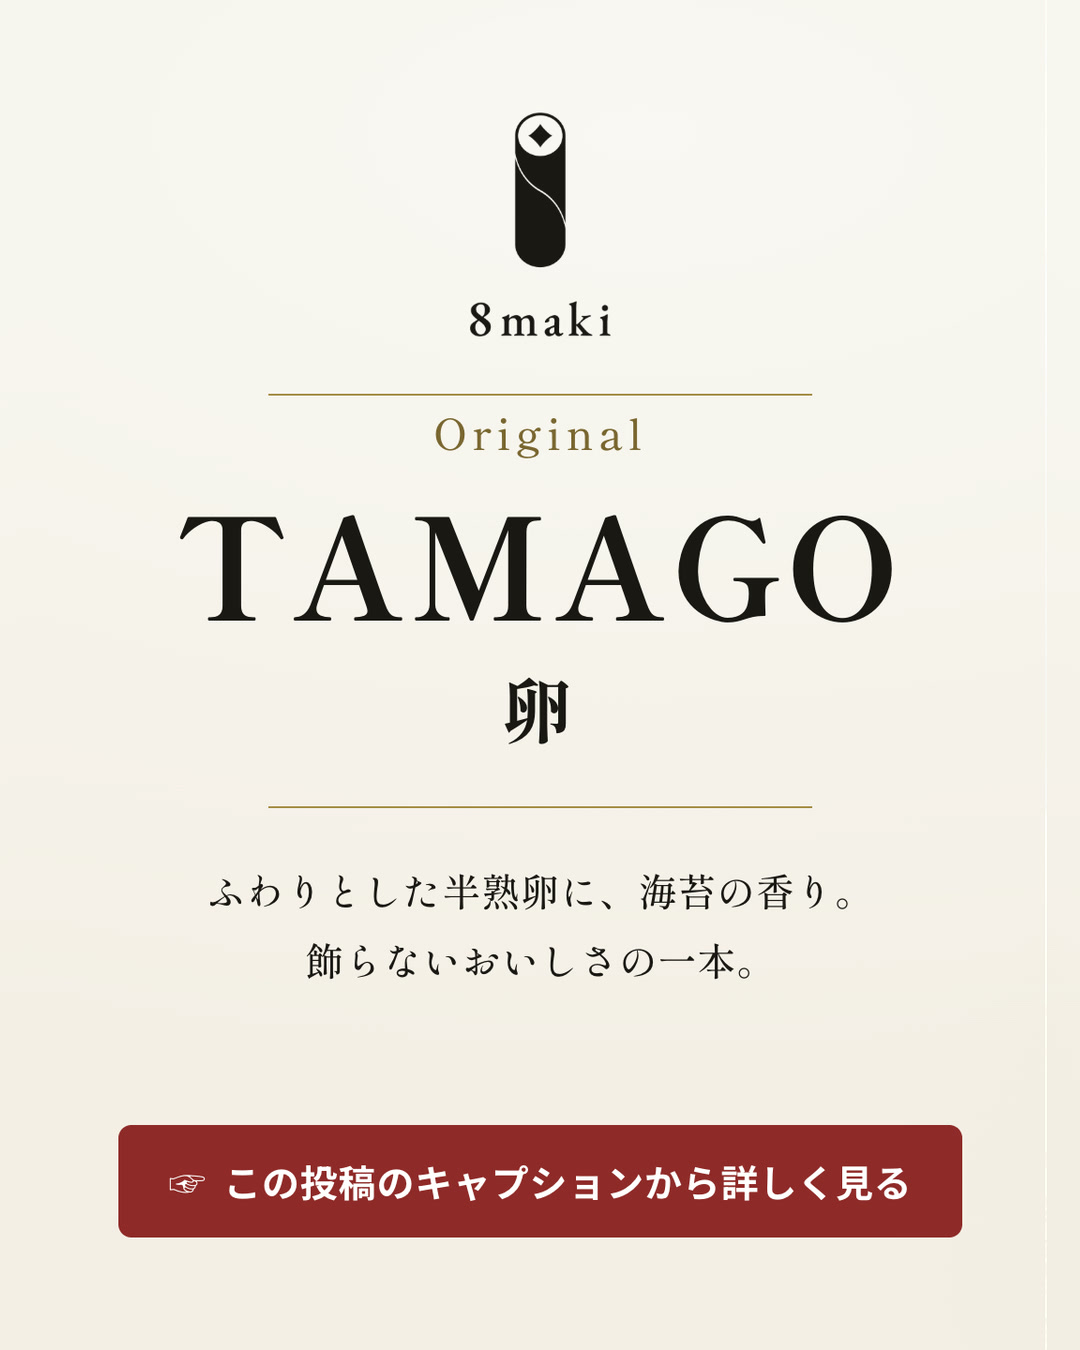 8maki
Original
TAMAGO
卵
ふわりとした半熟卵に、海苔の香り。
飾らないおいしさの一本。
☞ この投稿のキャプションから詳しく見る